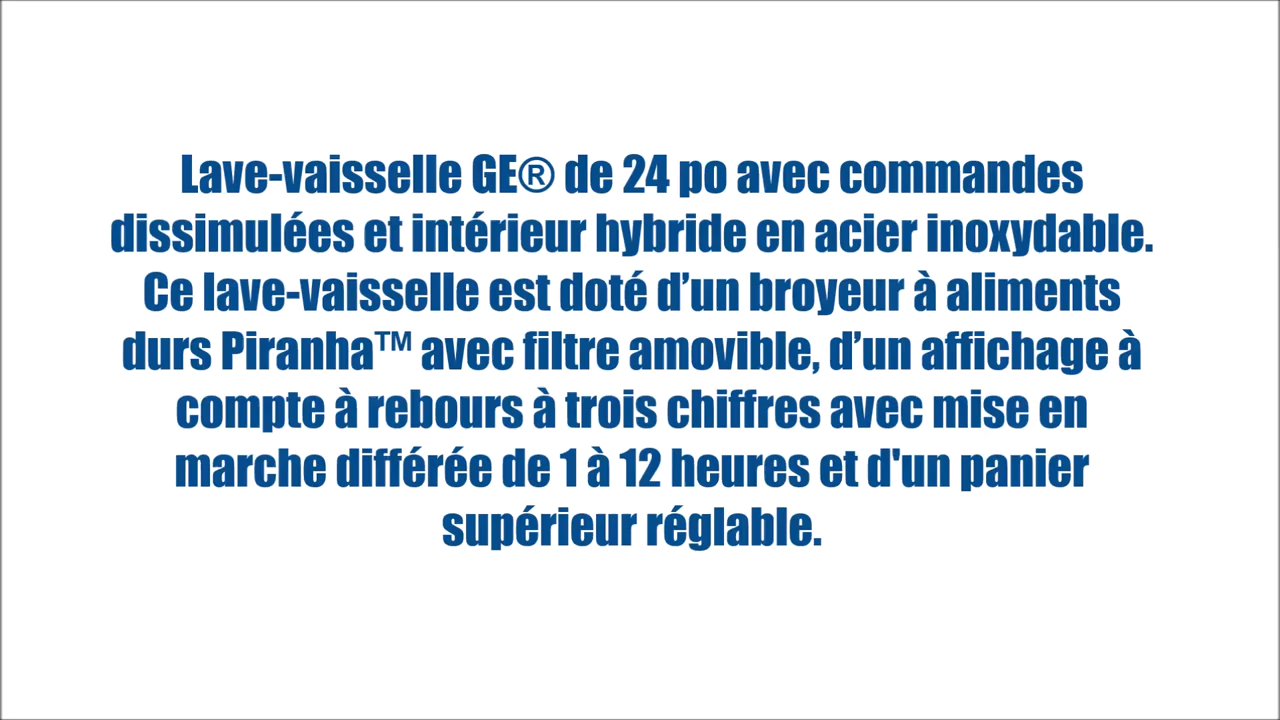 Lave-vaisselle GE® de 24 po avec commandes
dissimulées et intérieur hybride en acier inoxydable.
Ce lave-vaisselle est doté d’un broyeur à aliments
durs Piranha™ avec filtre amovible, d’un affichage à
compte à rebours à trois chiffres avec mise en
marche différée de 1 à 12 heures et d'un panier
supérieur réglable.